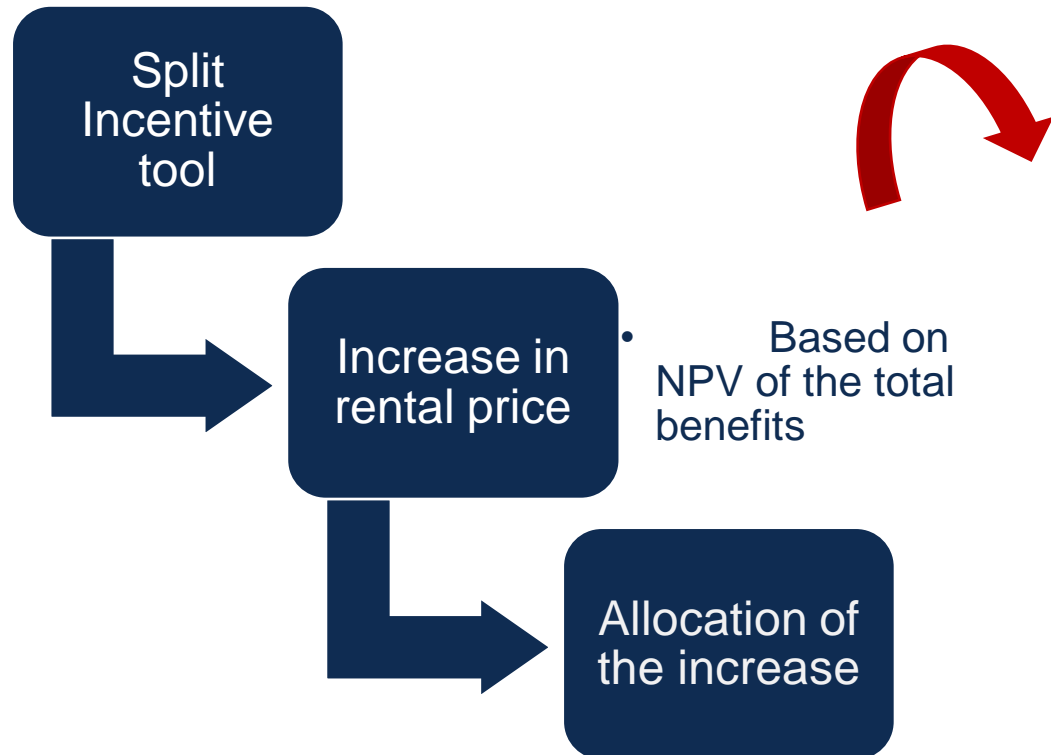 Split
Incentive
tool
Increase in
rental price
• Based on
NPV of the total
benefits
Allocation of
the increase